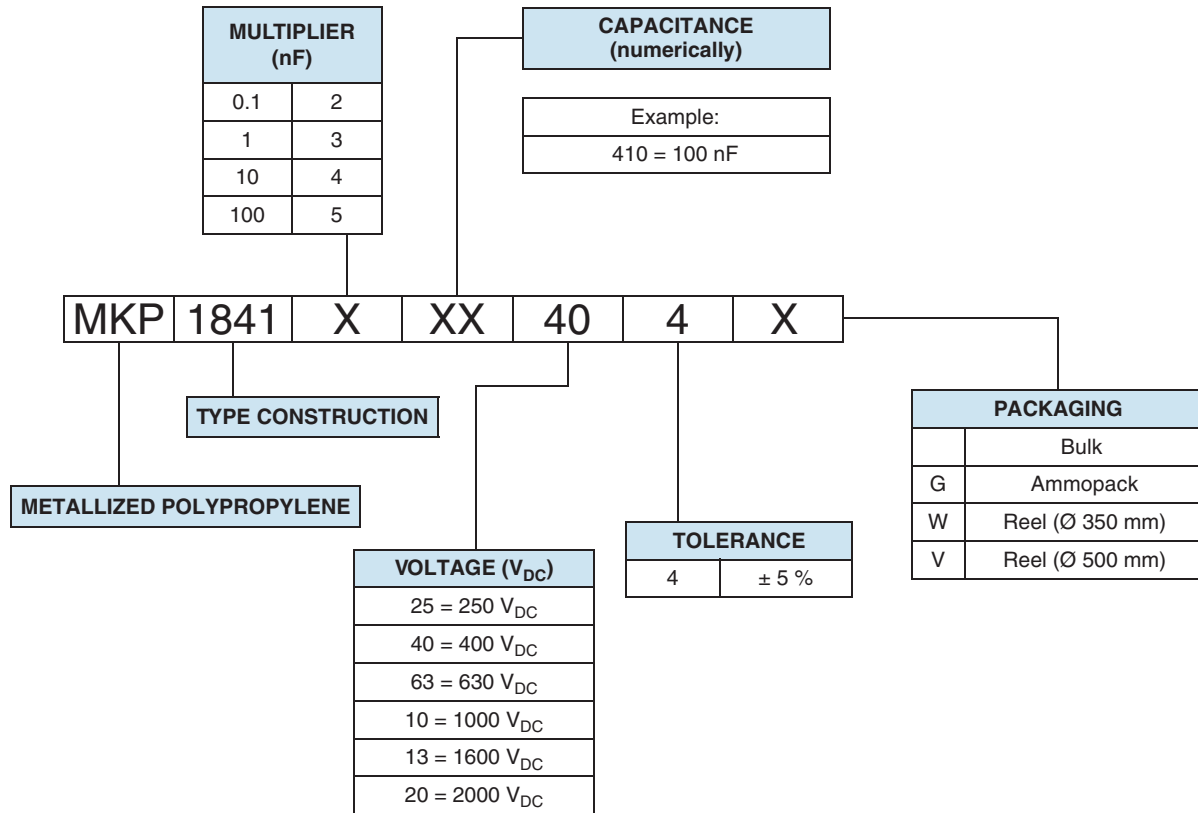 MULTIPLIER
(nF)
0.1 2
1 3
10 4
100 5
CAPACITANCE
(numerically)
Example:
410 = 100 nF
MKP 1841 X XX 40 4 X
TYPE CONSTRUCTION
METALLIZED POLYPROPYLENE
VOLTAGE (VDC)
25 = 250 VDC
40 = 400 VDC
63 = 630 VDC
10 = 1000 VDC
13 = 1600 VDC
20 = 2000 VDC
TOLERANCE
4 ± 5 %
PACKAGING
Bulk
G Ammopack
W Reel (Ø 350 mm)
V Reel (Ø 500 mm)